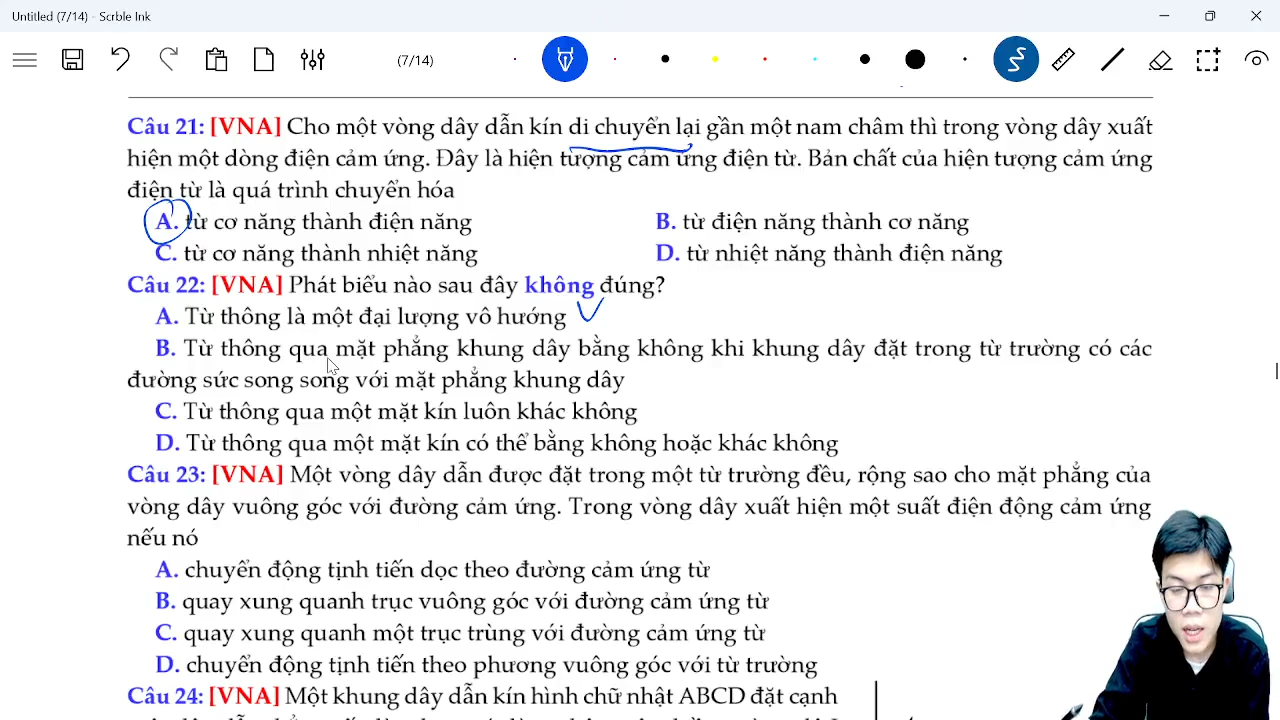 Untitled (7/14) - Scrble Ink
(7/14)
Câu 21: [VNA] Cho một vòng dây dẫn kín di chuyển lại gần một nam châm thì trong vòng dây xuất
hiện một dòng điện cảm ứng. Đây là hiện tượng cảm ứng điện từ. Bản chất của hiện tượng cảm ứng
điện từ là quá trình chuyển hóa
A. từ cơ năng thành điện năng B. từ điện năng thành cơ năng
C. từ cơ năng thành nhiệt năng D. từ nhiệt năng thành điện năng
Câu 22: [VNA] Phát biểu nào sau đây không đúng?
A. Từ thông là một đại lượng vô hướng
B. Từ thông qua mặt phẳng khung dây bằng không khi khung dây đặt trong từ trường có các
đường sức song song với mặt phẳng khung dây
C. Từ thông qua một mặt kín luôn khác không
D. Từ thông qua một mặt kín có thể bằng không hoặc khác không
Câu 23: [VNA] Một vòng dây dẫn được đặt trong một từ trường đều, rộng sao cho mặt phẳng của
vòng dây vuông góc với đường cảm ứng. Trong vòng dây xuất hiện một suất điện động cảm ứng
nếu nó
A. chuyển động tịnh tiến dọc theo đường cảm ứng từ
B. quay xung quanh trục vuông góc với đường cảm ứng từ
C. quay xung quanh một trục trùng với đường cảm ứng từ
D. chuyển động tịnh tiến theo phương vuông góc với từ trường
Câu 24: [VNA] Một khung dây dẫn kín hình chữ nhật ABCD đặt cạnh